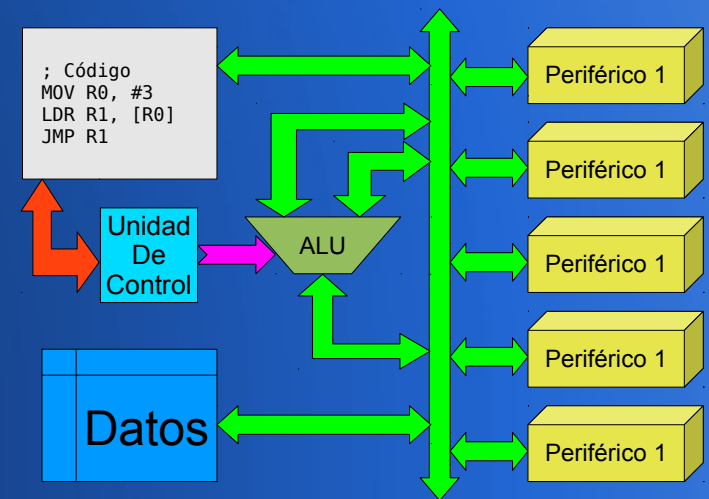 ; Código
MOV R0, #3
LDR R1, [R0]
JMP R1
Unidad
De
Control
ALU
Datos
Periférico 1
Periférico 1
Periférico 1
Periférico 1
Periférico 1